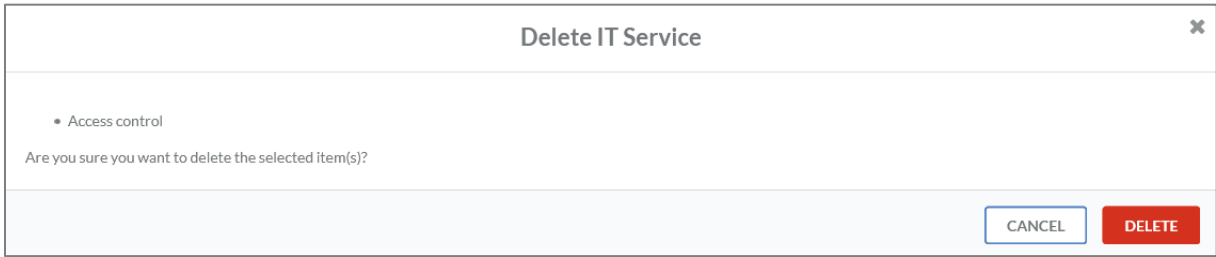 Delete IT Service
• Access control
Are you sure you want to delete the selected item(s)?
CANCEL
DELETE